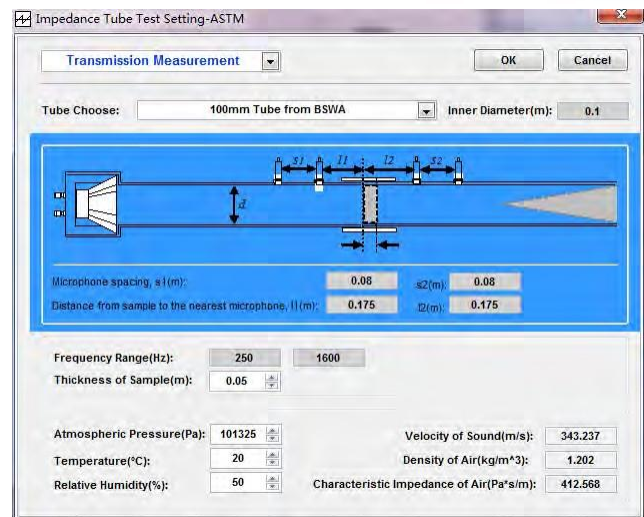 Impedance Tube Test Setting-ASTM
Transmission Measurement OK Cancel
Tube Choose: 100mm Tube from BSWA Inner Diameter(m): 0.1
s1 l1 l2 s2
d
Microphone spacing, s1(m): 0.08 s2(m): 0.08
Distance from sample to the nearest microphone, l1(m): 0.175 l2(m): 0.175
Frequency Range(Hz): 250 1600
Thickness of Sample(m): 0.05
Atmospheric Pressure(Pa): 101325 Velocity of Sound(m/s): 343.237
Temperature(°C): 20 Density of Air(kg/m^3): 1.202
Relative Humidity(%): 50 Characteristic Impedance of Air(Pa*s/m): 412.568